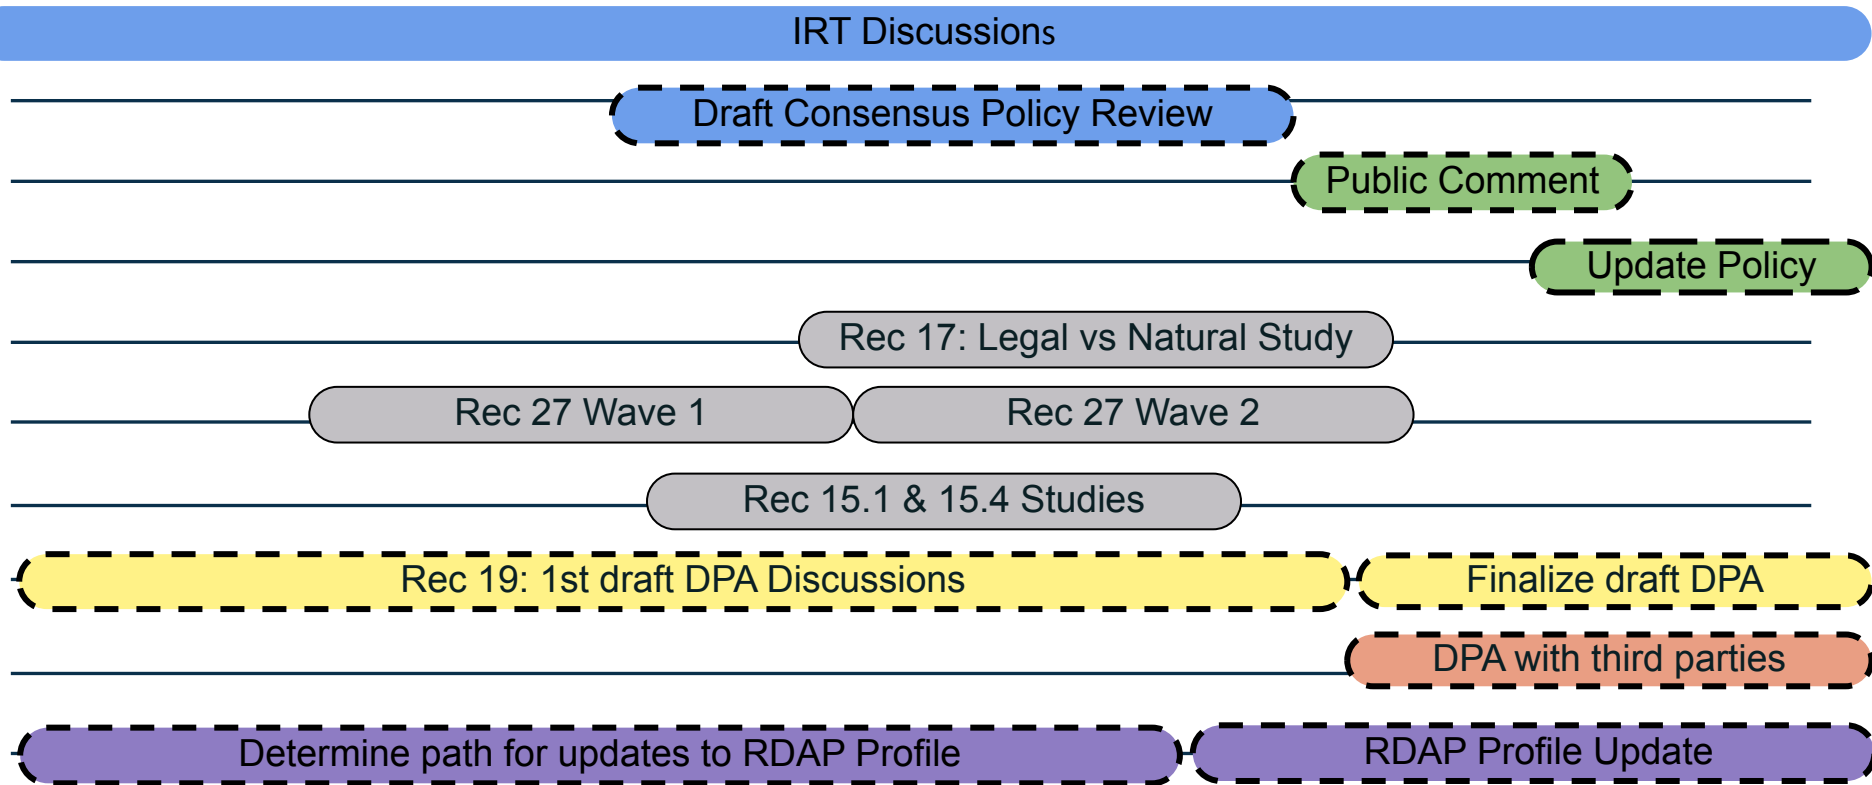 IRT Discussions
Draft Consensus Policy Review
Public Comment
Update Policy
Rec 17: Legal vs Natural Study
Rec 27 Wave 1
Rec 27 Wave 2
Rec 15.1 & 15.4 Studies
Rec 19: 1st draft DPA Discussions
Finalize draft DPA
DPA with third parties
Determine path for updates to RDAP Profile
RDAP Profile Update